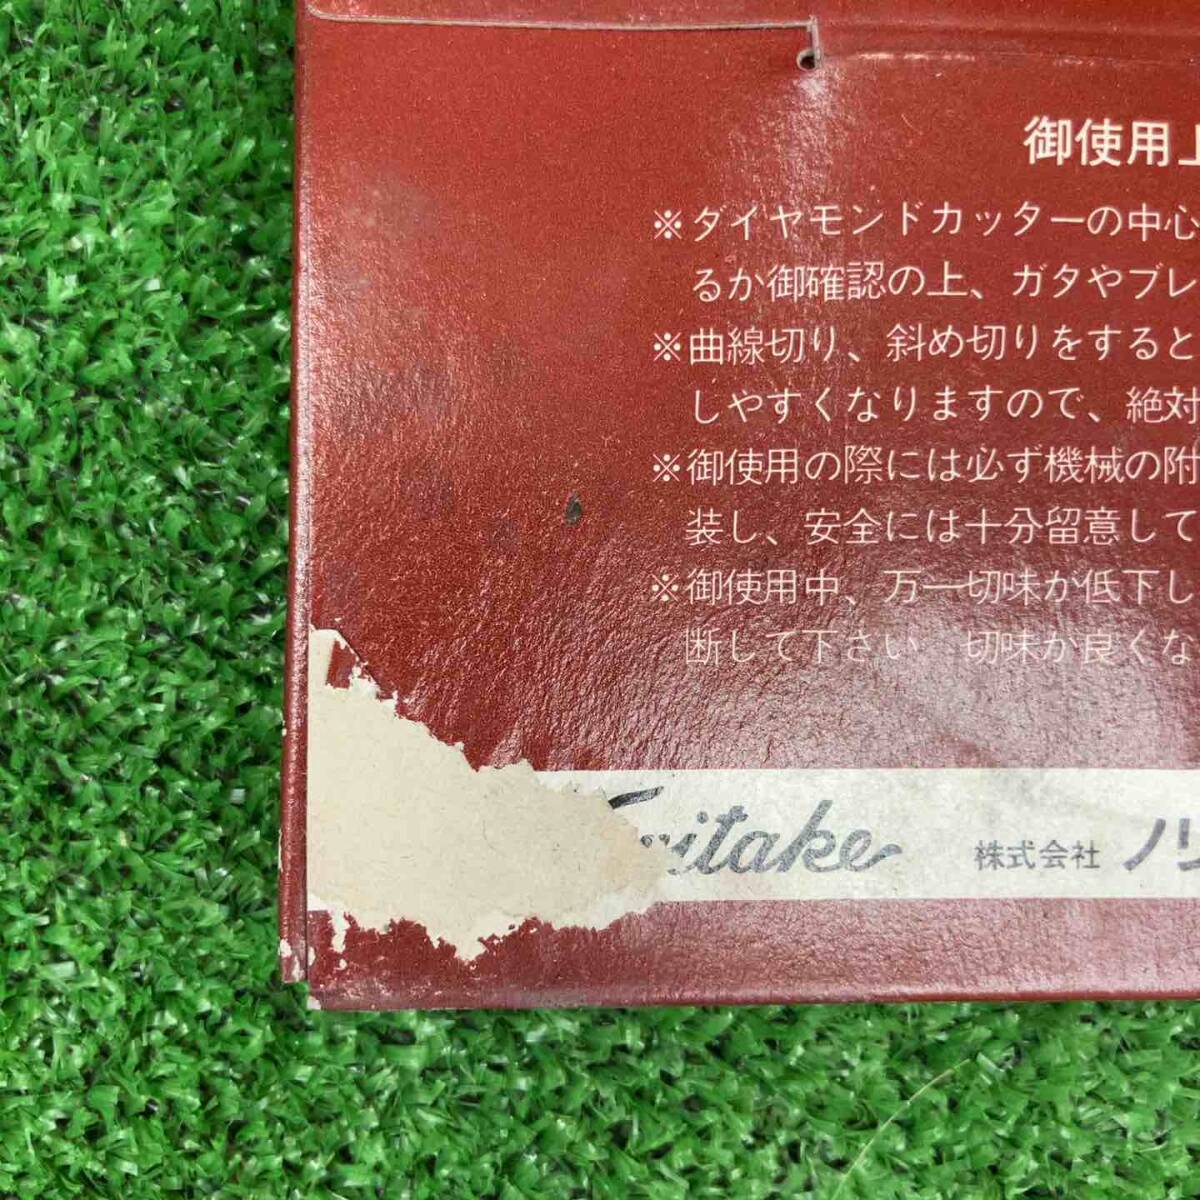 御使用上
※ダイヤモンドカッターの中心
るか御確認の上、ガタやブレ
※曲線切り、斜め切りをすると
しやすくなりますので、絶対
※御使用の際には必ず機械の附
装し、安全には十分留意して
※御使用中、万一切味が低下し
断して下さい　切味が良くな
ritake 株式会社 ノリ